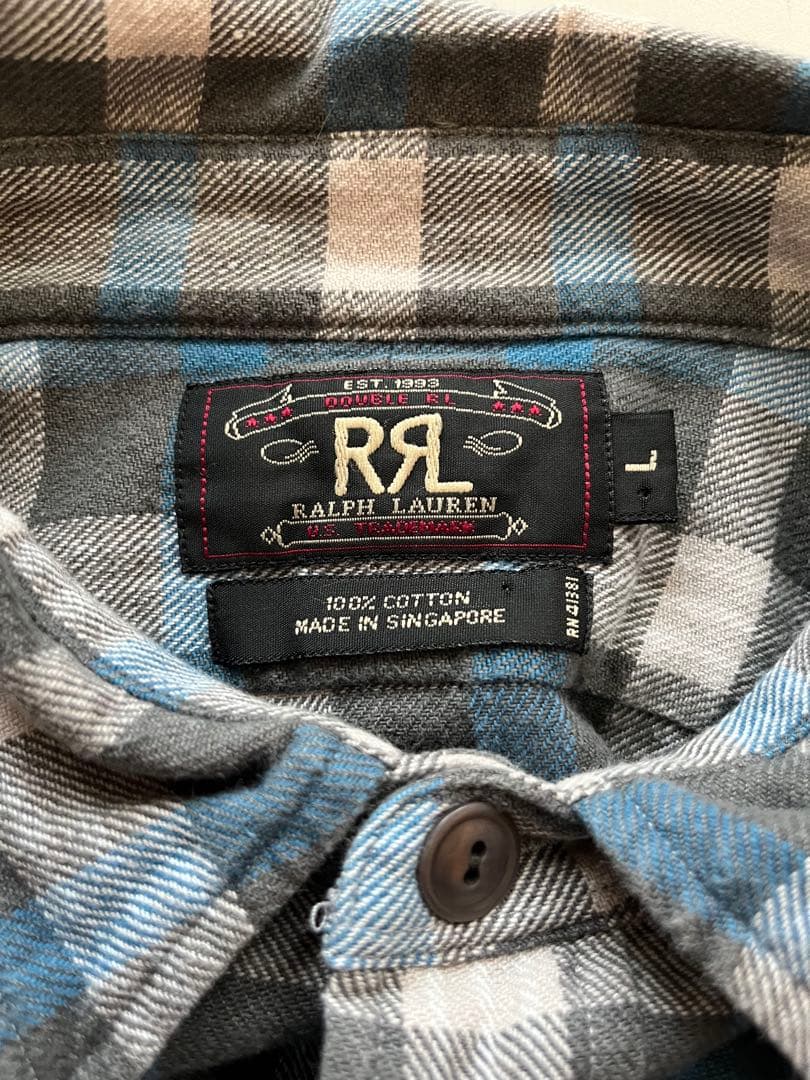 EST. 1993
DOUBLE RL
RRL
RALPH LAUREN
U.S. TRADEMARK
L
100% COTTON
MADE IN SINGAPORE
RN 41381